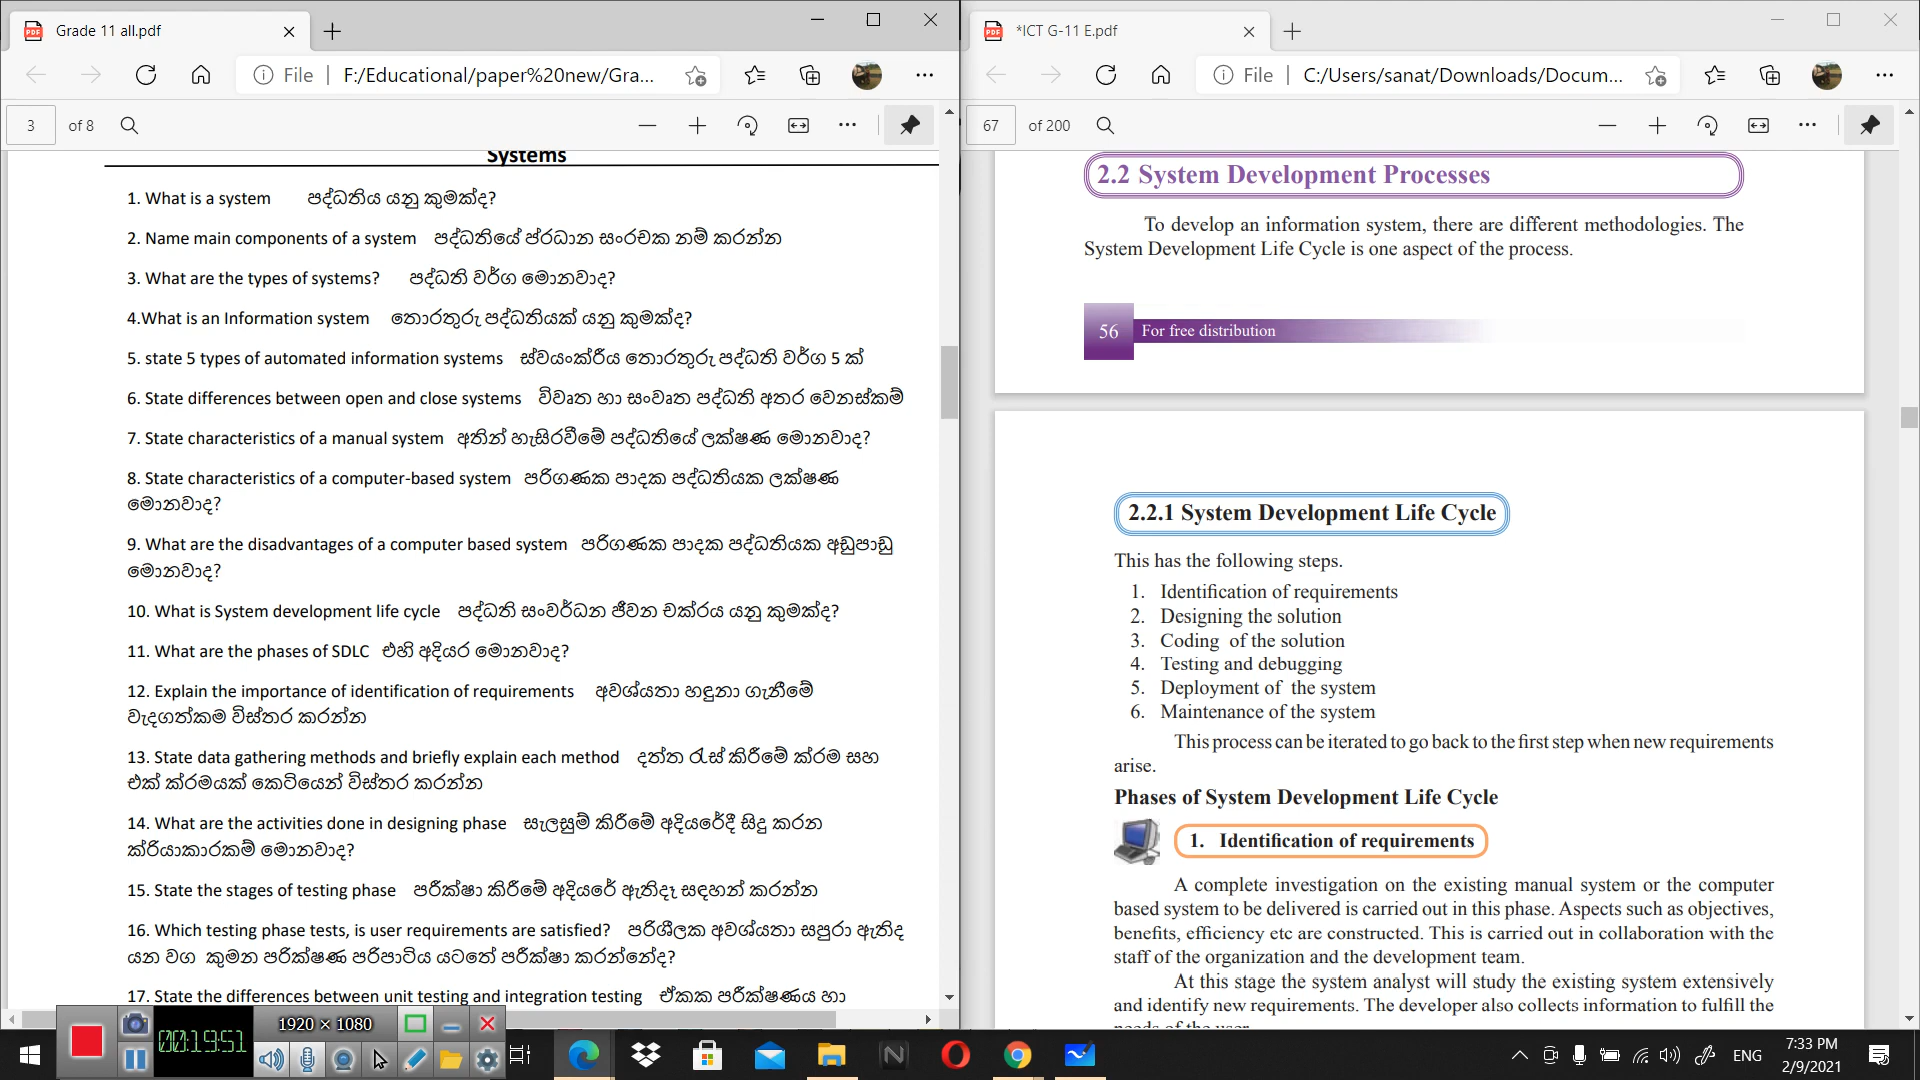 Grade 11 all.pdf
File
F:/Educational/paper%20new/Gra...
3 of 8
Systems
1. What is a system පද්ධතිය යනු කුමක්ද?
2. Name main components of a system පද්ධතියේ ප්රධාන සංරචක නම් කරන්න
3. What are the types of systems? පද්ධති වර්ග මොනවාද?
4.What is an Information system තොරතුරු පද්ධතියක් යනු කුමක්ද?
5. state 5 types of automated information systems ස්වයංක්රීය තොරතුරු පද්ධති වර්ග 5 ක්
6. State differences between open and close systems විවෘත හා සංවෘත පද්ධති අතර වෙනස්කම්
7. State characteristics of a manual system අතින් හැසිරවීමේ පද්ධතියේ ලක්ෂණ මොනවාද?
8. State characteristics of a computer-based system පරිගණක පාදක පද්ධතියක ලක්ෂණ
මොනවාද?
9. What are the disadvantages of a computer based system පරිගණක පාදක පද්ධතියක අඩුපාඩු
මොනවාද?
10. What is System development life cycle පද්ධති සංවර්ධන ජීවන චක්රය යනු කුමක්ද?
11. What are the phases of SDLC එහි අදියර මොනවාද?
12. Explain the importance of identification of requirements අවශ්යතා හඳුනා ගැනීමේ
වැදගත්කම විස්තර කරන්න
13. State data gathering methods and briefly explain each method දත්ත රැස් කිරීමේ ක්රම සහ
එක් ක්රමයක් කෙටියෙන් විස්තර කරන්න
14. What are the activities done in designing phase සැලසුම් කිරීමේ අදියරේදී සිදු කරන
ක්රියාකාරකම් මොනවාද?
15. State the stages of testing phase පරීක්ෂා කිරීමේ අදියරේ ඇතිදෑ සඳහන් කරන්න
16. Which testing phase tests, is user requirements are satisfied? පරිශීලක අවශ්යතා සපුරා ඇතිද
යන වග කුමන පරික්ෂණ පරිපාටිය යටතේ පරීක්ෂා කරන්නේද?
17. State the differences between unit testing and integration testing ඒකක පරීක්ෂණය හා
*ICT G-11 E.pdf
File
C:/Users/sanat/Downloads/Docum...
67 of 200
2.2 System Development Processes
To develop an information system, there are different methodologies. The
System Development Life Cycle is one aspect of the process.
56 For free distribution
2.2.1 System Development Life Cycle
This has the following steps.
1. Identification of requirements
2. Designing the solution
3. Coding of the solution
4. Testing and debugging
5. Deployment of the system
6. Maintenance of the system
This process can be iterated to go back to the first step when new requirements
arise.
Phases of System Development Life Cycle
1. Identification of requirements
A complete investigation on the existing manual system or the computer
based system to be delivered is carried out in this phase. Aspects such as objectives,
benefits, efficiency etc are constructed. This is carried out in collaboration with the
staff of the organization and the development team.
At this stage the system analyst will study the existing system extensively
and identify new requirements. The developer also collects information to fulfill the
needs of the user
00:19:51
1920 × 1080
ENG
7:33 PM
2/9/2021